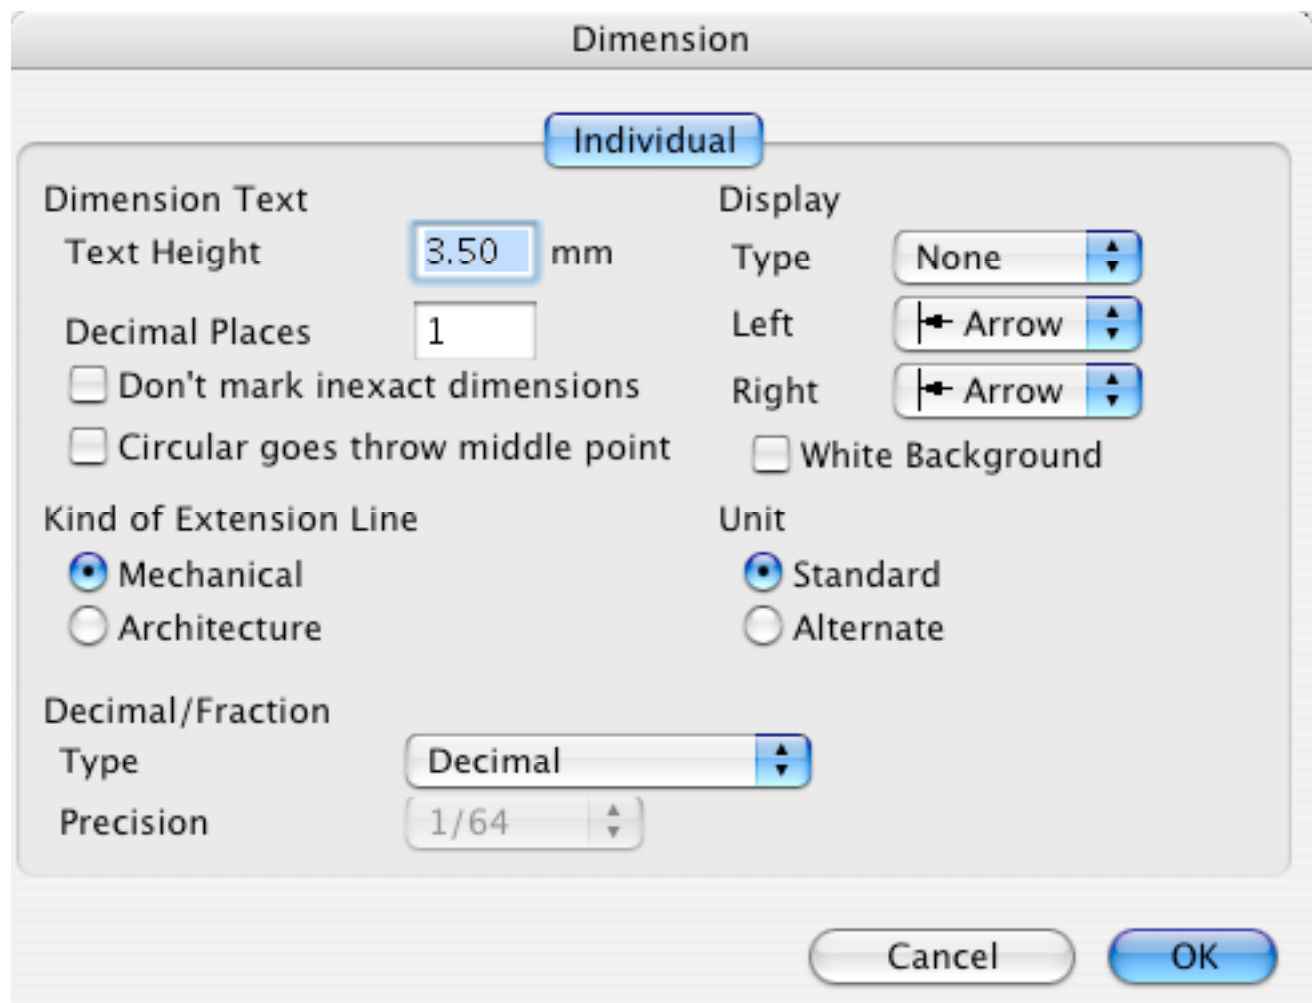 Dimension
Individual
Dimension Text
Text Height 3.50 mm
Decimal Places 1
Don't mark inexact dimensions
Circular goes throw middle point
Display
Type None
Left Arrow
Right Arrow
White Background
Kind of Extension Line
Mechanical
Architecture
Unit
Standard
Alternate
Decimal/Fraction
Type Decimal
Precision 1/64
Cancel OK